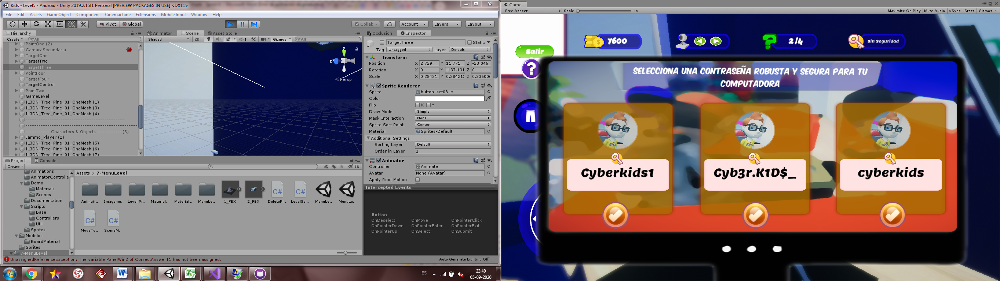 Kids - Level5 - Android - Unity 2019.2.15f1 Personal [PREVIEW PACKAGES IN USE] <DX11>
File Edit Assets GameObject Component Cinemachine Extensions Mobile Input Window Help
Pivot Global Collab Account Layers Layout
Hierarchy
Create All
PointOne (2)
CamaraSecundaria
TargetOne
TargetTwo
TargetThree
PointFour
TargetFour
TargetControl
PointTwo
GameLevel
IL3DN_Tree_Pine_01_OneMesh (1)
IL3DN_Tree_Pine_01_OneMesh (3)
IL3DN_Tree_Pine_01_OneMesh (4)
------------ Characters & Objects ------------ (3)
Jammo_Player (2)
IL3DN_Tree_Pine_01_OneMesh (5)
IL3DN_Tree_Pine_01_OneMesh (6)
IL3DN_Tree_Pine_01_OneMesh (7)
Animator Scene Asset Store
Shaded 2D 1 Gizmos All
y
z
Persp
Occlusion Inspector
TargetThree Static
Tag Untagged Layer Default
Transform
Position X 2.729 Y 11.771 Z -23.046
Rotation X 0 Y -137.131 Z 0
Scale X 0.28421 Y 0.28421 Z 0.33600
Sprite Renderer
Sprite button_set08_c
Color
Flip X Y
Draw Mode Simple
Mask Interaction None
Sprite Sort Point Center
Material Sprites-Default
Additional Settings
Sorting Layer Default
Order in Layer 1
Animator
Controller Animate
Avatar None (Avatar)
Apply Root Motion
Intercepted Events
Button
OnDeselect OnMove OnPointerClick
OnPointerDown OnPointerEnter OnPointerExit
OnPointerUp OnSelect OnSubmit
Project Console
Create 16
Animations
AnimatorControlle
Demo
Materials
Scenes
Documentation
Scripts
Base
Controllers
Util
Sprites
Modelos
BoardMaterial
Sprites
7-MenuLevel
Assets > 7-MenuLevel
Animati... Imagenes Level Pr... Material... Material... MenuLe... 1_FBX 2_FBX DeletePl... LevelSel... MenuLe... MenuLe...
C# C#
MoveTo... SceneM...
UnassignedReferenceException: The variable PanelWin2 of CorrectAnswerT1 has not been assigned.
Auto Generate Lighting Off
ES
23:40
05-09-2020
Game
Free Aspect Scale 1x Maximize On Play Mute Audio VSync Stats Gizmos
7600
2/4
Sin Seguridad
Salir
?
SELECCIONA UNA CONTRASEÑA ROBUSTA Y SEGURA PARA TU
COMPUTADORA
Cyberkids1
Cyb3r.K1D$_
cyberkids